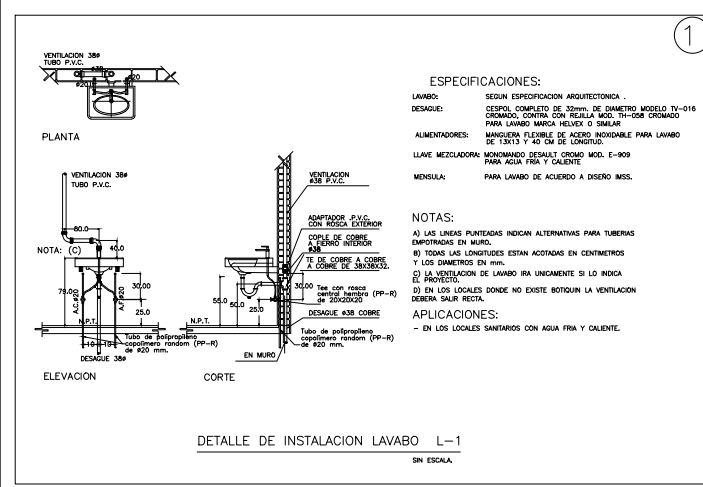 1
VENTILACION 38ø
TUBO P.V.C.
ø38
ø20
ø20
PLANTA
VENTILACION 38ø
TUBO P.V.C.
80.0
40.0
NOTA: (C)
79.0
A.C.ø20
A.F.ø20
30.00
25.0
N.P.T.
10
10
Tubo de polipropileno
copolimero random (PP-R)
de ø20 mm.
DESAGUE 38ø
ELEVACION
VENTILACION
ø38 P.V.C.
ADAPTADOR .P.V.C.
CON ROSCA EXTERIOR
COPLE DE COBRE
A FIERRO INTERIOR
ø38
TE DE COBRE A COBRE
A COBRE DE 38X38X32.
30.00
Tee con rosca
central hembra (PP-R)
de 20X20X20
55.0
50.0
25.0
DESAGUE ø38 COBRE
N.P.T.
Tubo de polipropileno
copolimero random (PP-R)
de ø20 mm.
EN MURO
CORTE
ESPECIFICACIONES:
LAVABO: SEGUN ESPECIFICACION ARQUITECTONICA .
DESAGUE: CESPOL COMPLETO DE 32mm. DE DIAMETRO MODELO TV-016
CROMADO, CONTRA CON REJILLA MOD. TH-058 CROMADO
PARA LAVABO MARCA HELVEX O SIMILAR
ALIMENTADORES: MANGUERA FLEXIBLE DE ACERO INOXIDABLE PARA LAVABO
DE 13X13 Y 40 CM DE LONGITUD.
LLAVE MEZCLADORA: MONOMANDO DESAULT CROMO MOD. E-909
PARA AGUA FRIA Y CALIENTE
MENSULA: PARA LAVABO DE ACUERDO A DISEÑO IMSS.
NOTAS:
A) LAS LINEAS PUNTEADAS INDICAN ALTERNATIVAS PARA TUBERIAS
EMPOTRADAS EN MURO.
B) TODAS LAS LONGITUDES ESTAN ACOTADAS EN CENTIMETROS
Y LOS DIAMETROS EN mm.
C) LA VENTILACION DE LAVABO IRA UNICAMENTE SI LO INDICA
EL PROYECTO.
D) EN LOS LOCALES DONDE NO EXISTE BOTIQUIN LA VENTILACION
DEBERA SALIR RECTA.
APLICACIONES:
- EN LOS LOCALES SANITARIOS CON AGUA FRIA Y CALIENTE.
DETALLE DE INSTALACION LAVABO L-1
SIN ESCALA.